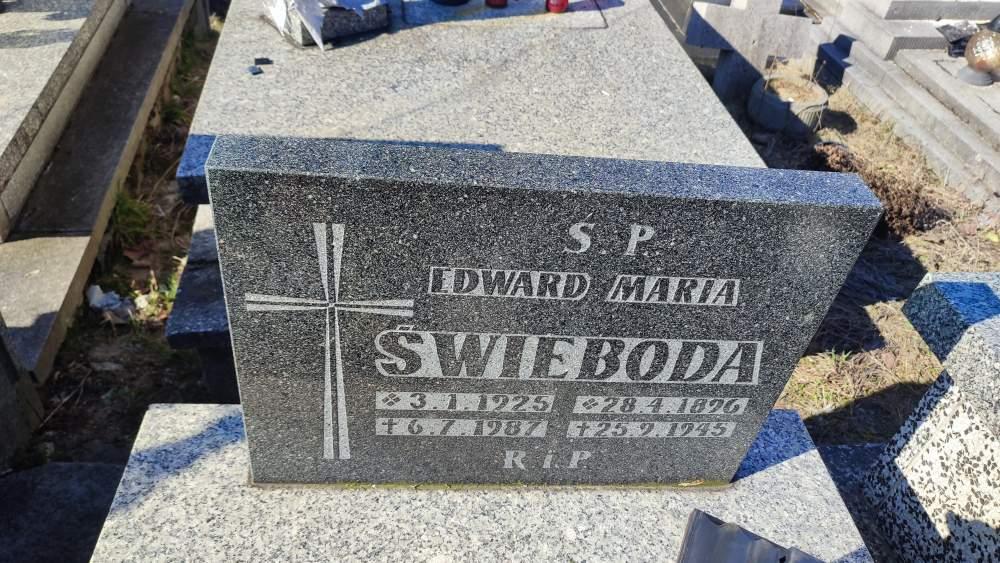 Ś. P.
EDWARD MARIA
ŚWIEBODA
3.1.1925 28.4.1896
†6.7.1987 †25.9.1945
R i P.